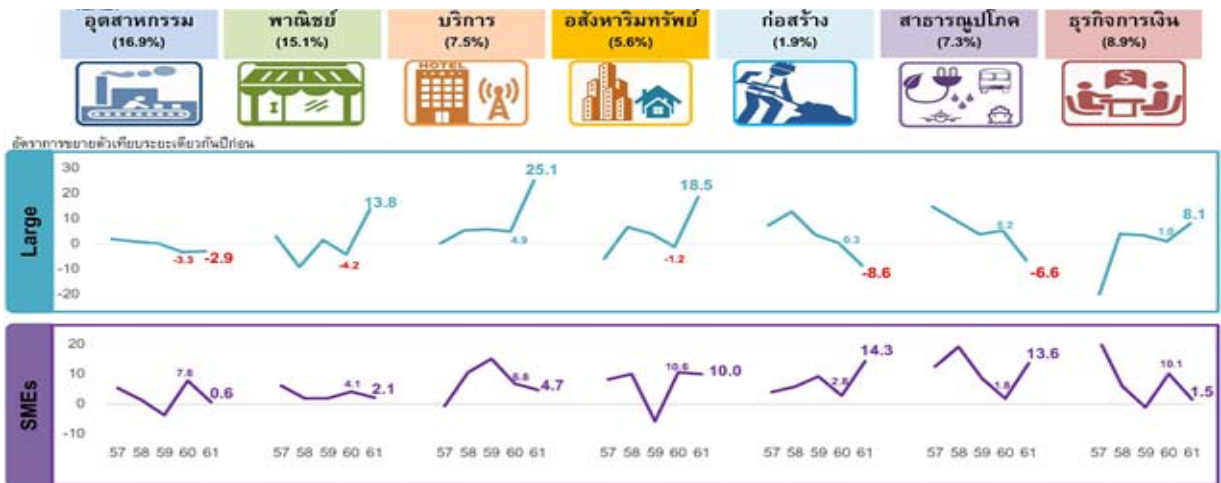 อุตสาหกรรม
(16.9%)
พาณิชย์
(15.1%)
บริการ
(7.5%)
อสังหาริมทรัพย์
(5.6%)
ก่อสร้าง
(1.9%)
สาธารณูปโภค
(7.3%)
ธุรกิจการเงิน
(8.9%)
HOTEL
$
อัตราการขยายตัวเทียบระยะเดียวกันปีก่อน
Large
30
20
10
0
-10
-20
-3.3 -2.9
-4.2 13.8
4.9 25.1
-1.2 18.5
0.3 -8.6
5.2 -6.6
1.0 8.1
SMEs
20
10
0
-10
7.8 0.6
4.1 2.1
6.8 4.7
10.6 10.0
2.8 14.3
1.8 13.6
10.1 1.5
57 58 59 60 61 57 58 59 60 61 57 58 59 60 61 57 58 59 60 61 57 58 59 60 61 57 58 59 60 61 57 58 59 60 61